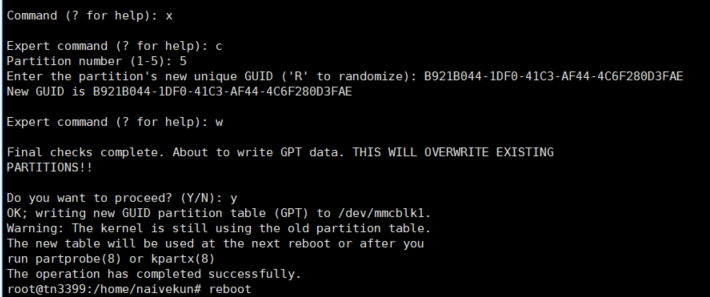 Command (? for help): x
Expert command (? for help): c
Partition number (1-5): 5
Enter the partition's new unique GUID ('R' to randomize): B921B044-1DF0-41C3-AF44-4C6F280D3FAE
New GUID is B921B044-1DF0-41C3-AF44-4C6F280D3FAE
Expert command (? for help): w
Final checks complete. About to write GPT data. THIS WILL OVERWRITE EXISTING
PARTITIONS!!
Do you want to proceed? (Y/N): y
OK; writing new GUID partition table (GPT) to /dev/mmcblk1.
Warning: The kernel is still using the old partition table.
The new table will be used at the next reboot or after you
run partprobe(8) or kpartx(8)
The operation has completed successfully.
root@tn3399:/home/naivekun# reboot